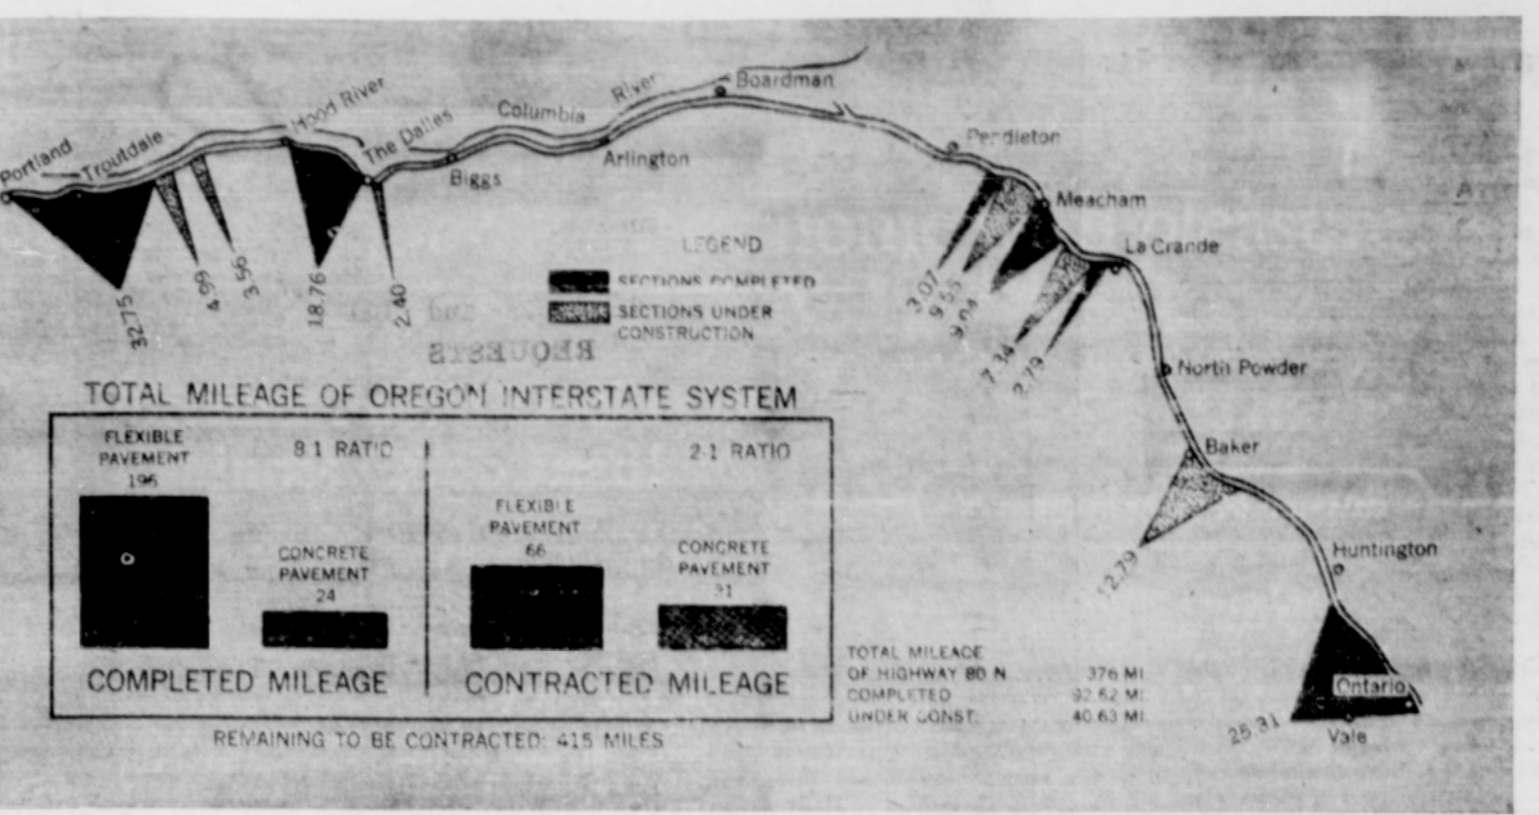 Portland
Troutdale
Hood River
The Dalles
Biggs
Columbia
River
Arlington
Boardman
Pendleton
Meacham
La Grande
North Powder
Baker
Huntington
Ontario
Vale
32.75
4.99
3.56
18.76
2.40
3.07
9.55
9.04
7.34
2.79
12.79
25.31
LEGEND
SECTIONS COMPLETED
SECTIONS UNDER
CONSTRUCTION
REQUESTS
TOTAL MILEAGE OF OREGON INTERSTATE SYSTEM
FLEXIBLE
PAVEMENT
196
8 1 RATIO
CONCRETE
PAVEMENT
24
COMPLETED MILEAGE
2-1 RATIO
FLEXIBLE
PAVEMENT
66
CONCRETE
PAVEMENT
31
CONTRACTED MILEAGE
REMAINING TO BE CONTRACTED: 415 MILES
TOTAL MILEAGE
OF HIGHWAY 80 N 376 MI.
COMPLETED 92.62 MI.
UNDER CONST. 40.63 MI.